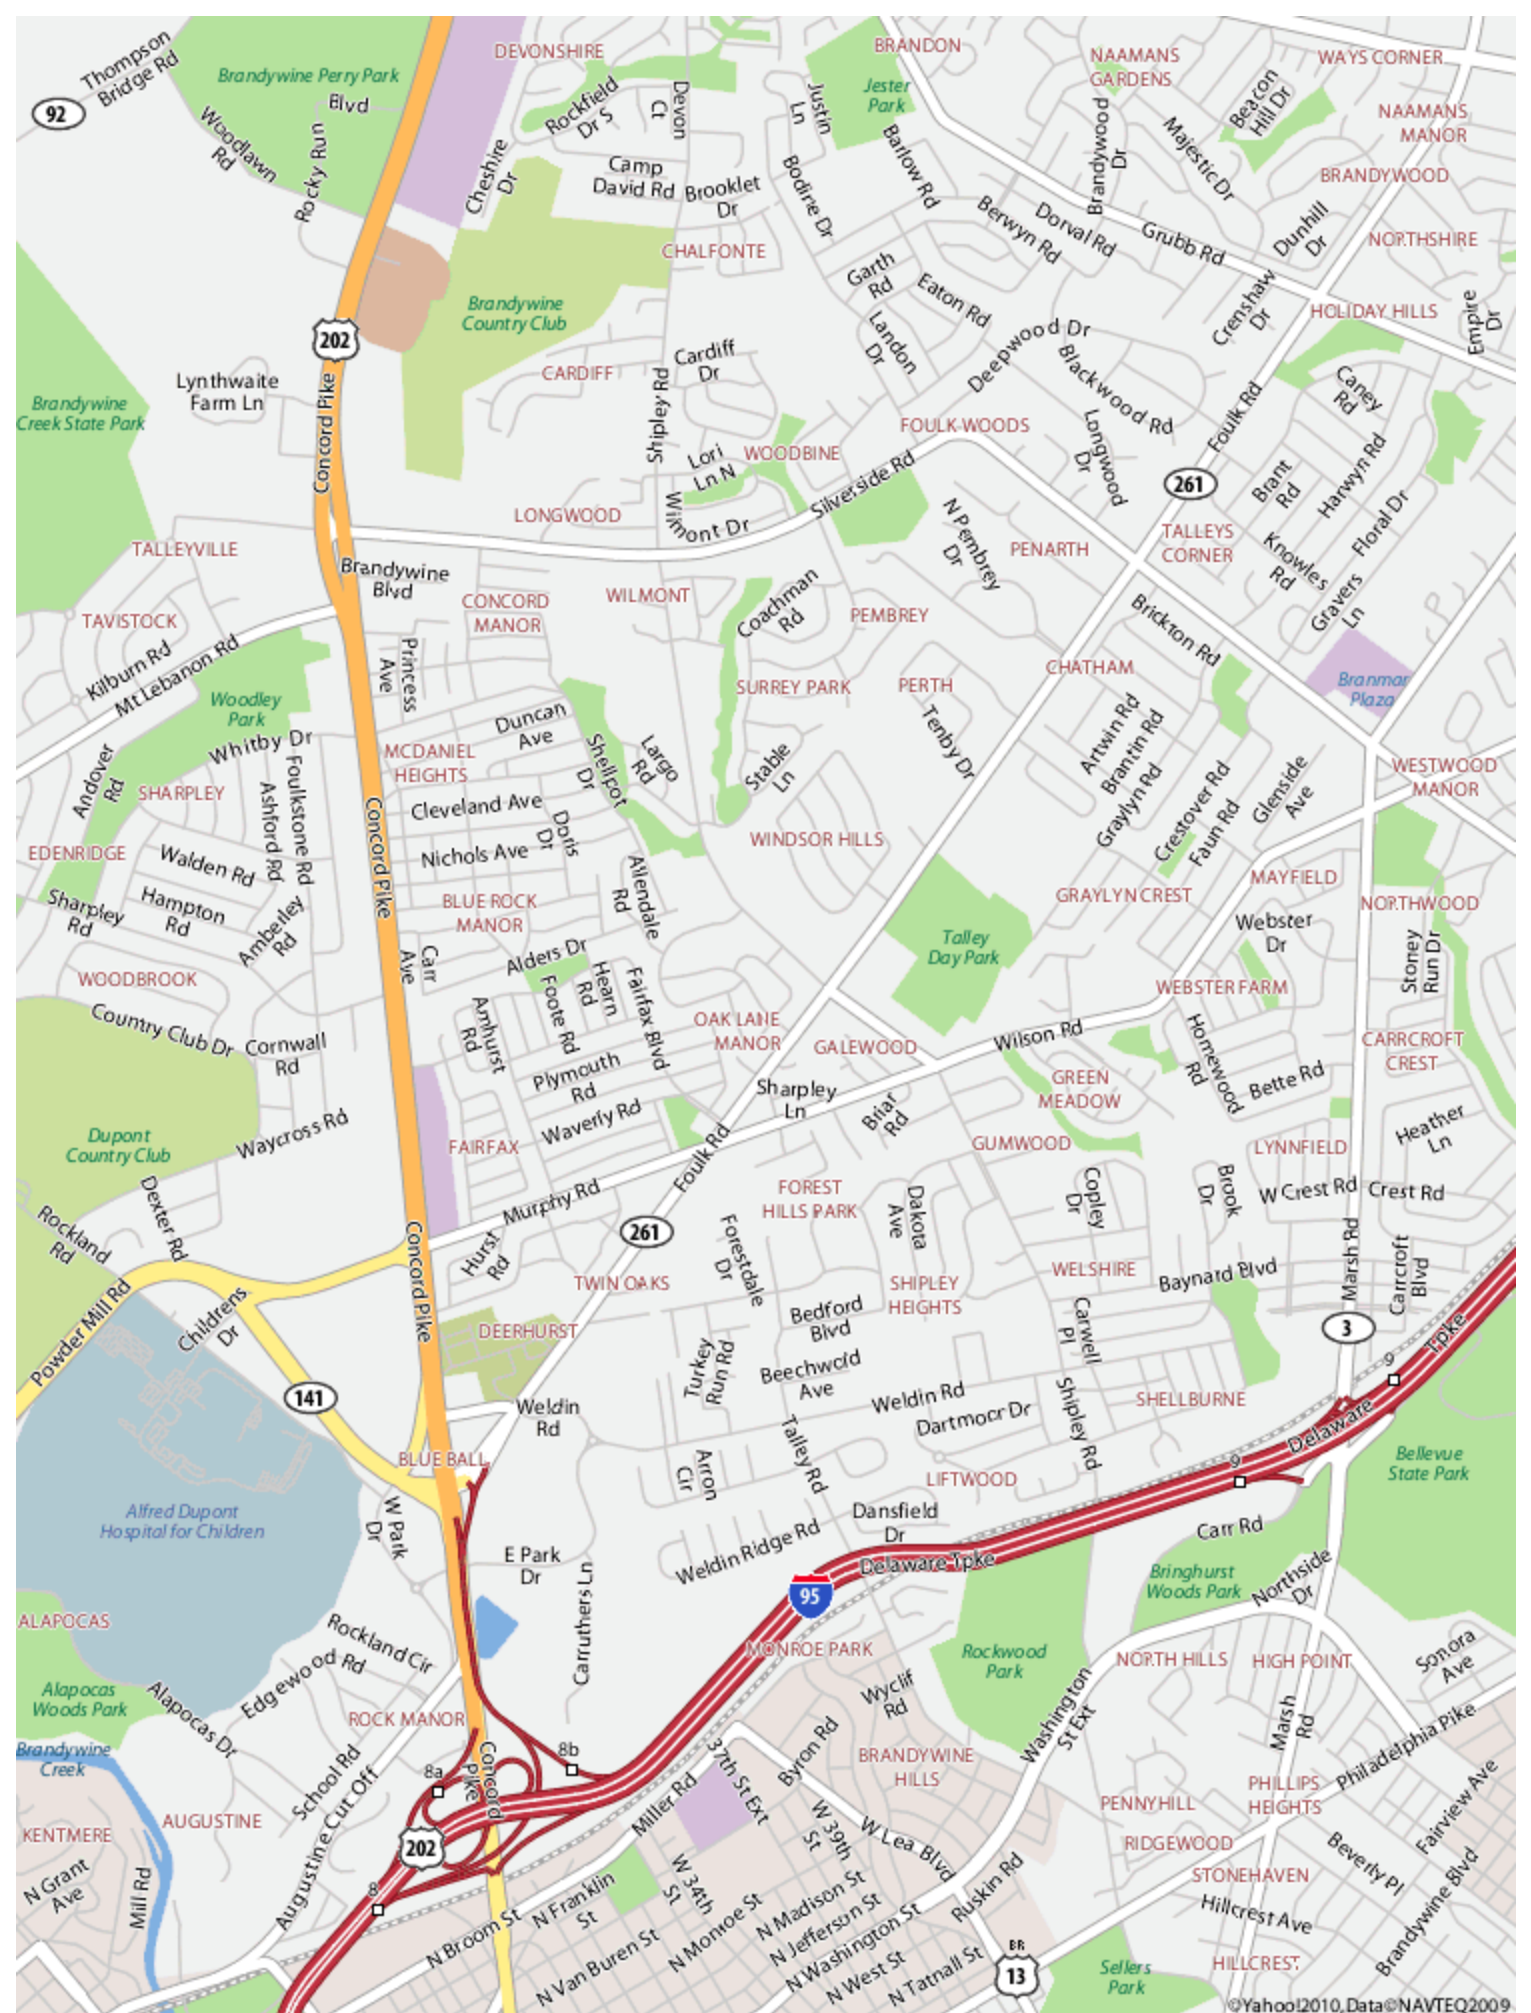 Thompson
Bridge Rd
92
Brandywine Perry Park
Blvd
Woodlawn
Rd
Rocky Run
DEVONSHIRE
Rockfield
Dr S
Devon
Ct
Cheshire
Dr
Camp
David Rd
Brooklet
Dr
Justin
Ln
Jester
Park
BRANDON
Barlow Rd
Bodine Dr
NAAMANS
GARDENS
Beacon
Hill Dr
WAYS CORNER
NAAMANS
MANOR
Brandywood
Dr
Majestic Dr
BRANDYWOOD
Berwyn Rd
Dorval Rd
Grubb Rd
Dunhill
Dr
NORTHSHIRE
CHALFONTE
Garth
Rd
Eaton Rd
Crenshaw
Dr
HOLIDAY HILLS
Empire
Dr
Brandywine
Country Club
202
Landon
Dr
Deepwood Dr
Blackwood Rd
Cardiff
Dr
CARDIFF
Shipley Rd
Lynthwaite
Farm Ln
Brandywine
Creek State Park
Concord Pike
Caney
Rd
Foulk Rd
FOULK WOODS
Longwood
Dr
Lori
Ln N
WOODBINE
Silverside Rd
261
Brant
Rd
Harwyn Rd
LONGWOOD
Wilmont Dr
N Pembrey
Dr
PENARTH
TALLEYS
CORNER
Floral Dr
Knowles
Rd
TALLEYVILLE
Brandywine
Blvd
CONCORD
MANOR
WILMONT
Coachman
Rd
PEMBREY
Brickton Rd
Gravers
Ln
TAVISTOCK
Kilburn Rd
Mt Lebanon Rd
Princess
Ave
CHATHAM
Branmar
Plaza
Woodley
Park
SURREY PARK
PERTH
Tenby Dr
Duncan
Ave
Shellpot
Dr
Largo
Rd
Stable
Ln
Artwin Rd
Brantin Rd
Graylyn Rd
Whitby Dr
Andover
Rd
SHARPLEY
Ashford Rd
Foulkstone Rd
MCDANIEL
HEIGHTS
Cleveland Ave
Doris
Dr
Crestover Rd
Faun Rd
Glenside
Ave
WESTWOOD
MANOR
EDENRIDGE
Walden Rd
Concord Pike
Nichols Ave
WINDSOR HILLS
Allendale
Rd
Sharpley
Rd
Hampton
Rd
Amberley
Rd
BLUE ROCK
MANOR
GRAYLYN CREST
MAYFIELD
NORTHWOOD
Talley
Day Park
Webster
Dr
Stoney
Run Dr
WOODBROOK
Carr
Ave
Alders Dr
Hearn
Rd
Foote Rd
Fairfax Blvd
WEBSTER FARM
Country Club Dr
Cornwall
Rd
Amhurst
Rd
OAK LANE
MANOR
GALEWOOD
Wilson Rd
Homewood
Rd
CARRCROFT
CREST
Plymouth
Rd
Sharpley
Ln
GREEN
MEADOW
Bette Rd
Waverly Rd
Briar
Rd
Dupont
Country Club
Waycross Rd
FAIRFAX
Foulk Rd
GUMWOOD
LYNNFIELD
Heather
Ln
Dexter Rd
Rockland
Rd
Murphy Rd
261
FOREST
HILLS PARK
Dakota
Ave
Copley
Dr
Brook
Dr
W Crest Rd
Crest Rd
Hurst
Rd
Forestdale
Dr
Concord Pike
TWIN OAKS
SHIPLEY
HEIGHTS
WELSHIRE
Baynard Blvd
Marsh Rd
Carrcroft
Blvd
Powder Mill Rd
Childrens
Dr
DEERHURST
Bedford
Blvd
Carwell
Pl
3
Turkey
Run Rd
Beechwold
Ave
9
Tpke
141
Weldin
Rd
Weldin Rd
Dartmoor Dr
Shipley Rd
SHELLBURNE
Delaware
BLUE BALL
Arron
Cir
Talley Rd
LIFTWOOD
9
Bellevue
State Park
Alfred Dupont
Hospital for Children
W Park
Dr
Dansfield
Dr
Carr Rd
E Park
Dr
Weldin Ridge Rd
Delaware Tpke
Carruthers Ln
95
Bringhurst
Woods Park
Northside
Dr
ALAPOCAS
Rockland Cir
Edgewood Rd
MONROE PARK
Rockwood
Park
NORTH HILLS
HIGH POINT
Sonora
Ave
Alapocas
Woods Park
Alapocas Dr
ROCK MANOR
Wyclif
Rd
Washington
St Ext
Marsh
Rd
Philadelphia Pike
Brandywine
Creek
School Rd
8a
Concord
Pike
8b
37th St Ext
Byron Rd
BRANDYWINE
HILLS
Miller Rd
AUGUSTINE
Augustine Cut Off
PENNYHILL
PHILLIPS
HEIGHTS
Fairview Ave
KENTMERE
202
W 39th
St
W Lea Blvd
RIDGEWOOD
N Grant
Ave
Mill Rd
8
W 34th
St
STONEHAVEN
Beverly Pl
N Franklin
St
N Madison St
Ruskin Rd
Hillcrest Ave
Brandywine Blvd
N Broom St
N Monroe St
N Jefferson St
N Washington St
N Van Buren St
N West St
N Tatnall St
BR
13
Sellers
Park
HILLCREST
©Yahoo!2010, Data©NAVTEQ2009